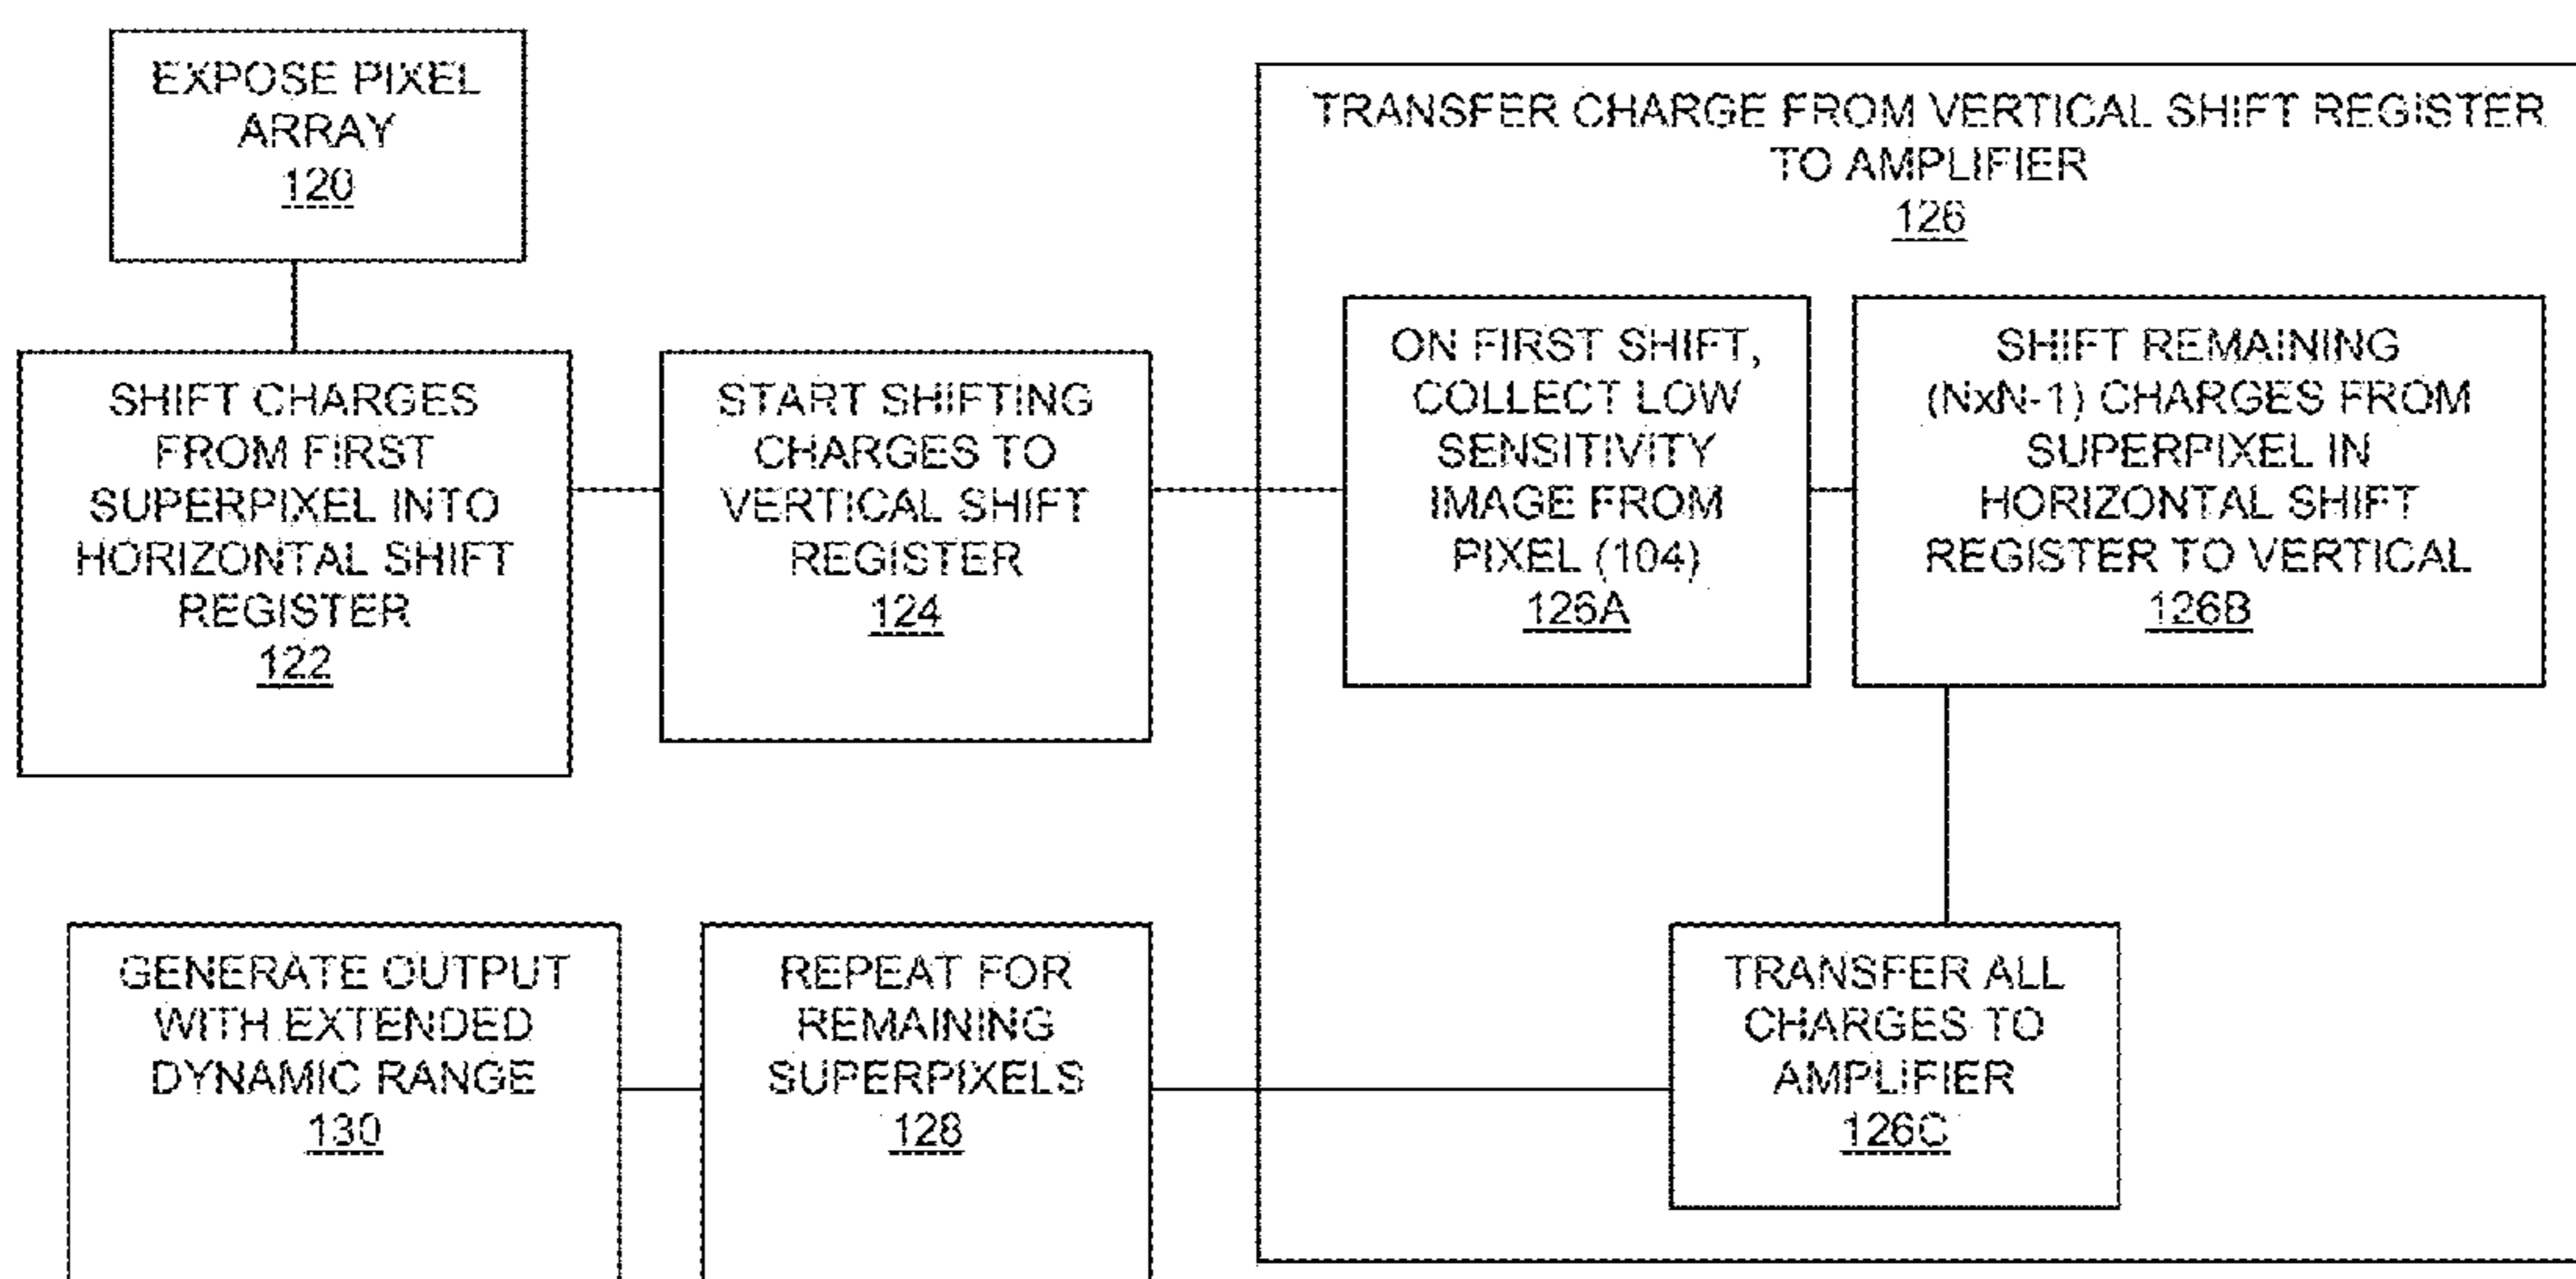 EXPOSE PIXEL
ARRAY
120
SHIFT CHARGES
FROM FIRST
SUPERPIXEL INTO
HORIZONTAL SHIFT
REGISTER
122
START SHIFTING
CHARGES TO
VERTICAL SHIFT
REGISTER
124
TRANSFER CHARGE FROM VERTICAL SHIFT REGISTER
TO AMPLIFIER
126
ON FIRST SHIFT,
COLLECT LOW
SENSITIVITY
IMAGE FROM
PIXEL (104)
126A
SHIFT REMAINING
(NxN-1) CHARGES FROM
SUPERPIXEL IN
HORIZONTAL SHIFT
REGISTER TO VERTICAL
126B
TRANSFER ALL
CHARGES TO
AMPLIFIER
126C
REPEAT FOR
REMAINING
SUPERPIXELS
128
GENERATE OUTPUT
WITH EXTENDED
DYNAMIC RANGE
130